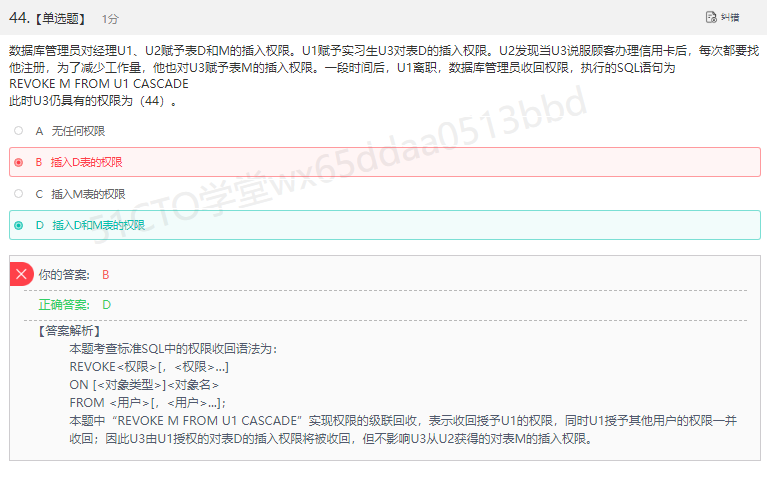 44.【单选题】 1分 纠错
数据库管理员对经理U1、U2赋予表D和M的插入权限。U1赋予实习生U3对表D的插入权限。U2发现当U3说服顾客办理信用卡后，每次都要找
他注册，为了减少工作量，他也对U3赋予表M的插入权限。一段时间后，U1离职，数据库管理员收回权限，执行的SQL语句为
REVOKE M FROM U1 CASCADE
此时U3仍具有的权限为（44）。
A 无任何权限
B 插入D表的权限
C 插入M表的权限
D 插入D和M表的权限
51CTO学堂wx65ddaa0513bbd
你的答案: B
正确答案: D
【答案解析】
本题考查标准SQL中的权限收回语法为：
REVOKE<权限>[，<权限>...]
ON [<对象类型>]<对象名>
FROM <用户>[，<用户>...]；
本题中“REVOKE M FROM U1 CASCADE”实现权限的级联回收，表示收回授予U1的权限，同时U1授予其他用户的权限一并
收回；因此U3由U1授权的对表D的插入权限将被收回，但不影响U3从U2获得的对表M的插入权限。